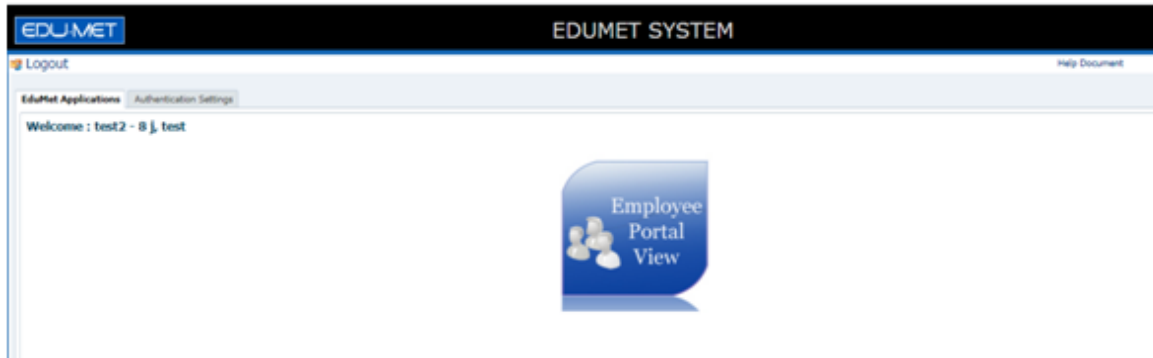 EDU-MET EDUMET SYSTEM
Logout Help Document
EduMet Applications Authentication Settings
Welcome : test2 - 8 j, test
Employee
Portal
View